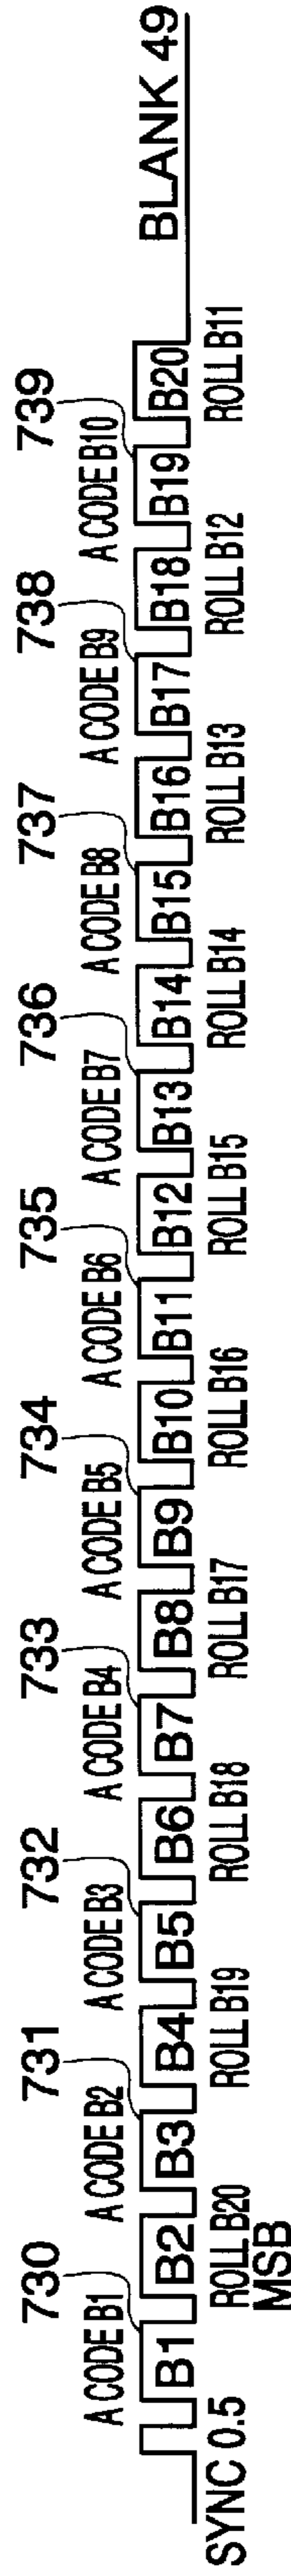 730 731 732 733 734 735 736 737 738 739
A CODE B1 A CODE B2 A CODE B3 A CODE B4 A CODE B5 A CODE B6 A CODE B7 A CODE B8 A CODE B9 A CODE B10
B1 B2 B3 B4 B5 B6 B7 B8 B9 B10 B11 B12 B13 B14 B15 B16 B17 B18 B19 B20 BLANK 49
SYNC 0.5 ROLL B20 ROLL B19 ROLL B18 ROLL B17 ROLL B16 ROLL B15 ROLL B14 ROLL B13 ROLL B12 ROLL B11
MSB